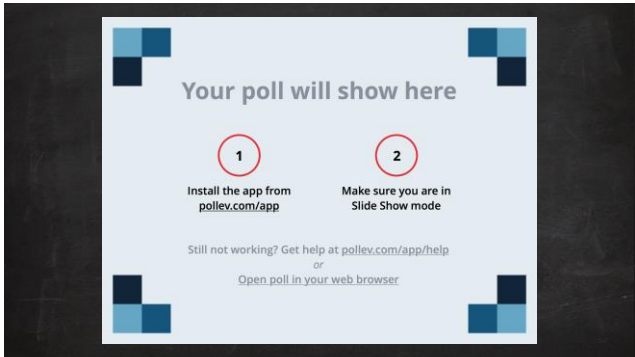 Your poll will show here
1
2
Install the app from
pollev.com/app
Make sure you are in
Slide Show mode
Still not working? Get help at pollev.com/app/help
or
Open poll in your web browser